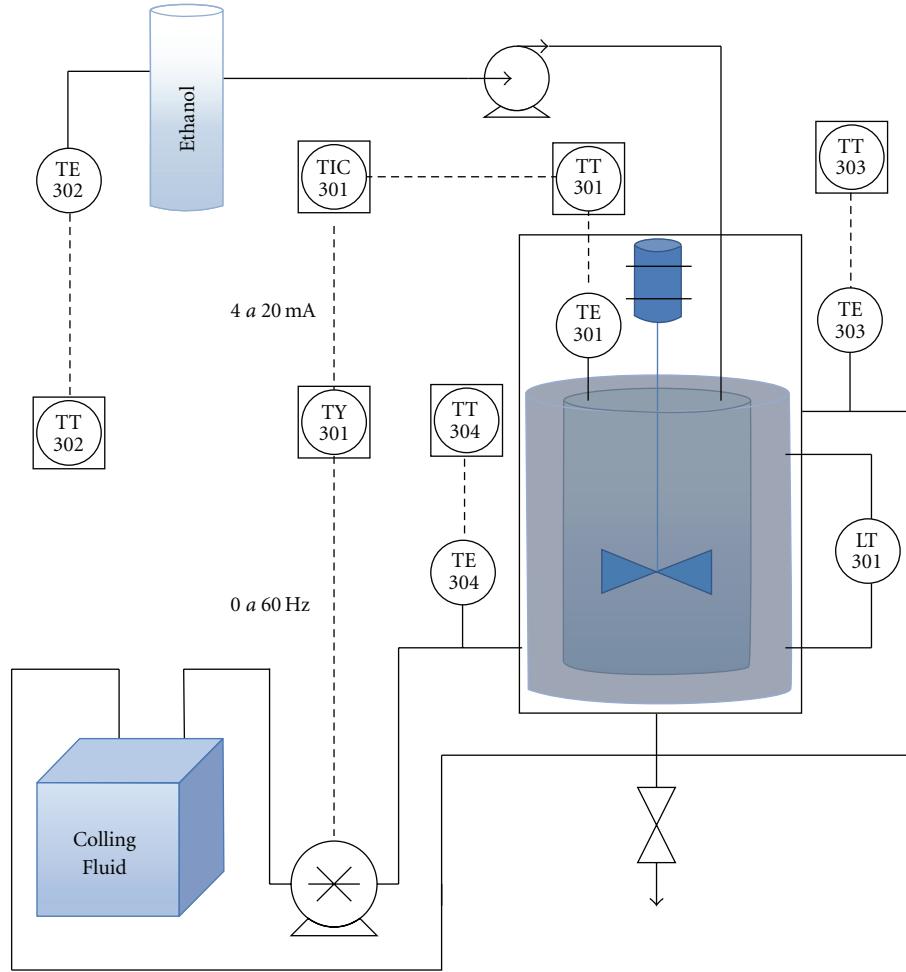 Ethanol
TE
302
TIC
301
TT
301
TT
303
4 a 20 mA
TE
301
TE
303
TT
302
TY
301
TT
304
LT
301
TE
304
0 a 60 Hz
Colling
Fluid